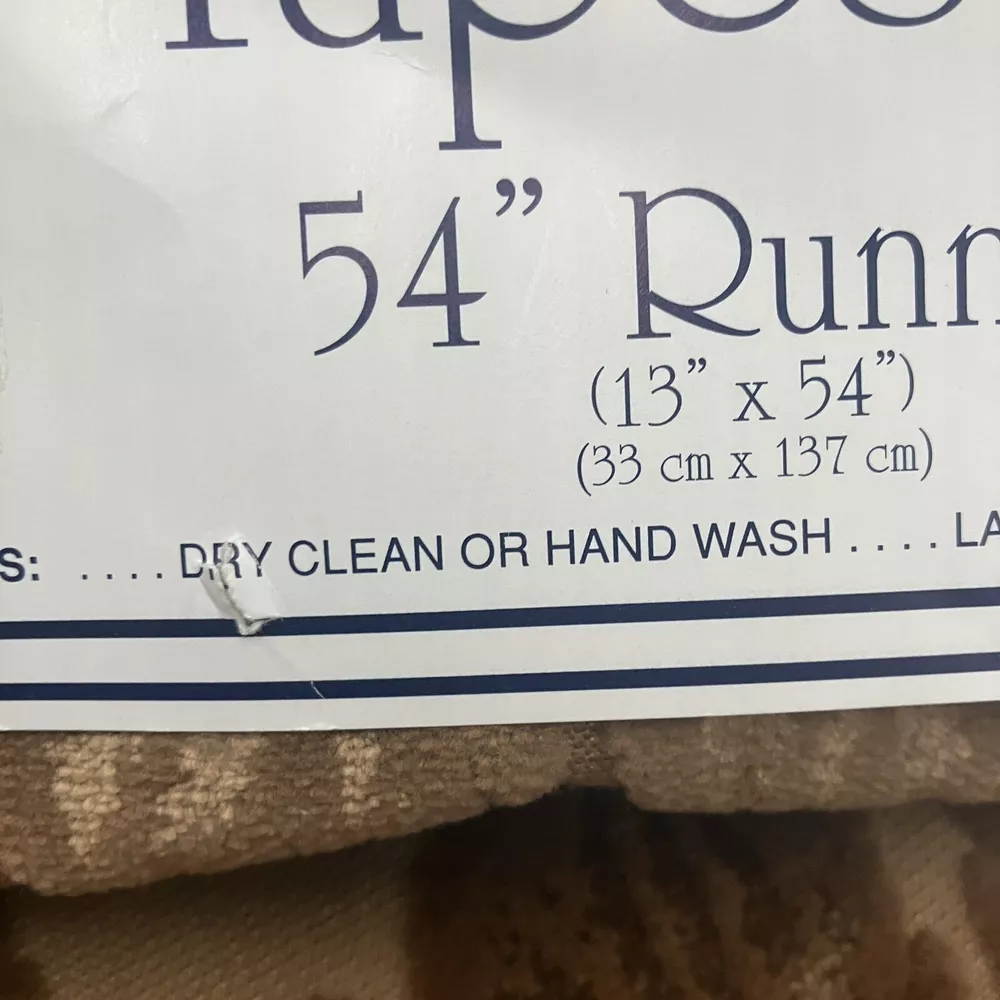 54” Runn
(13” x 54”)
(33 cm x 137 cm)
S: .... DRY CLEAN OR HAND WASH .... LA